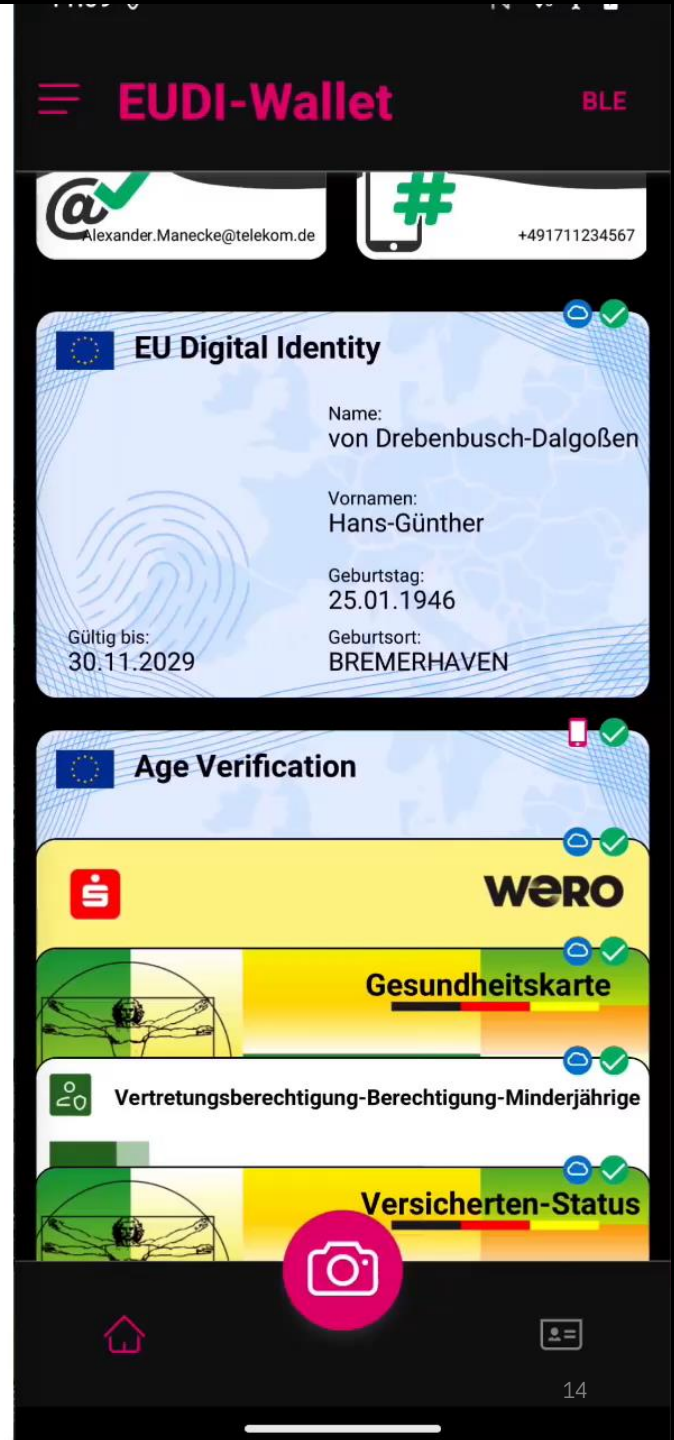 EUDI-Wallet
BLE
Alexander.Manecke@telekom.de
+491711234567
EU Digital Identity
Name:
von Drebenbusch-Dalgoßen
Vornamen:
Hans-Günther
Geburtstag:
25.01.1946
Gültig bis:
30.11.2029
Geburtsort:
BREMERHAVEN
Age Verification
wero
Gesundheitskarte
Vertretungsberechtigung-Berechtigung-Minderjährige
Versicherten-Status
14